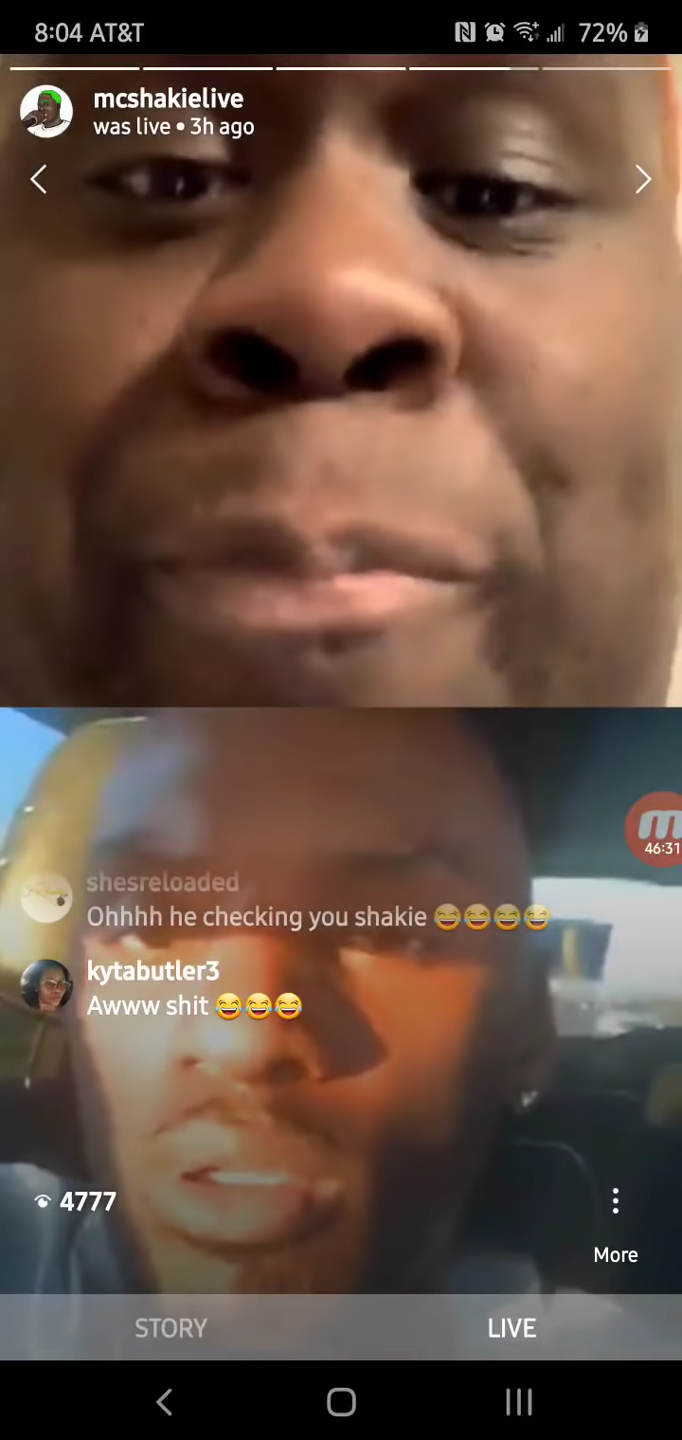 8:04 AT&T 72%
mcshakielive
was live • 3h ago
46:31
shesreloaded
Ohhhh he checking you shakie 😂😂😂😂
kytabutler3
Awww shit 😂😂😂
4777
More
STORY LIVE